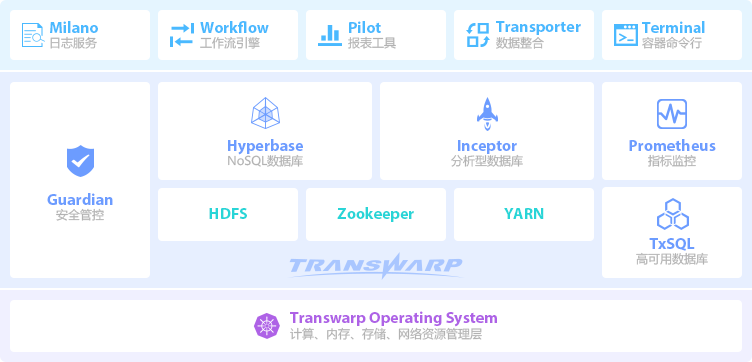 Milano
日志服务
Workflow
工作流引擎
Pilot
报表工具
Transporter
数据整合
Terminal
容器命令行
Guardian
安全管控
Hyperbase
NoSQL数据库
Inceptor
分析型数据库
Prometheus
指标监控
HDFS
Zookeeper
YARN
TxSQL
高可用数据库
TRANSWARP
Transwarp Operating System
计算、内存、存储、网络资源管理层